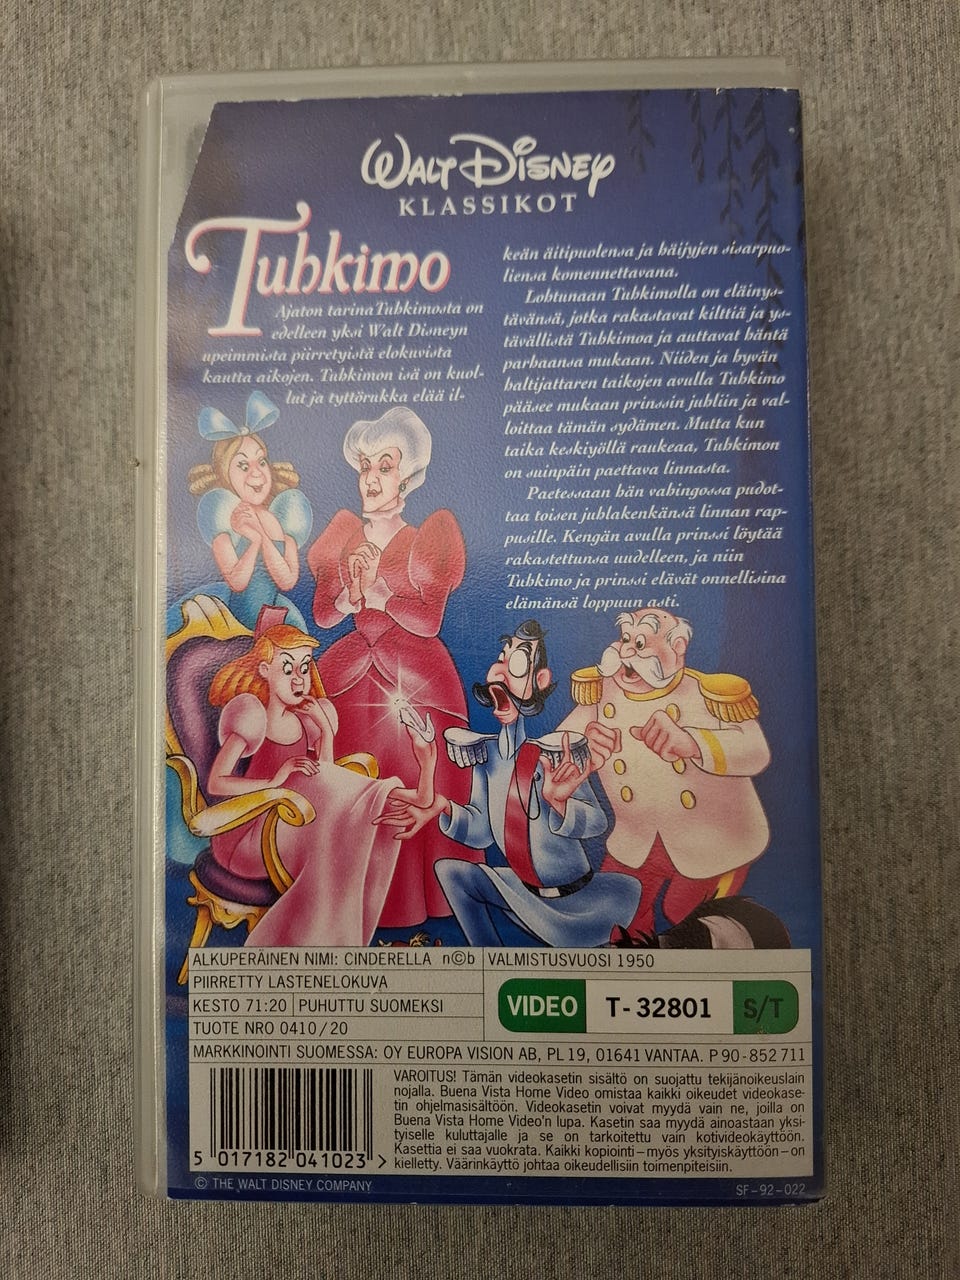 WALT DISNEY
KLASSIKOT
Tuhkimo
Ajaton tarina Tuhkimosta on
edelleen yksi Walt Disneyn
upeimmista piirretyistä elokuvista
kautta aikojen. Tuhkimon isä on kuol-
lut ja tyttörukka elää il-
keän äitipuolensa ja häijyjen sisarpuo-
liensa komennettavana.
Lohtunaan Tuhkimolla on eläinys-
tävänsä, jotka rakastavat kilttiä ja ys-
tävällistä Tuhkimoa ja auttavat häntä
parhaansa mukaan. Niiden ja hyvän
haltijattaren taikojen avulla Tuhkimo
pääsee mukaan prinssin juhliin ja val-
loittaa tämän sydämen. Mutta kun
taika keskiyöllä raukeaa, Tuhkimon
on suinpäin paettava linnasta.
Paetessaan hän vahingossa pudot-
taa toisen juhlakenkänsä linnan rap-
pusille. Kengän avulla prinssi löytää
rakastettunsa uudelleen, ja niin
Tuhkimo ja prinssi elävät onnellisina
elämänsä loppuun asti.
ALKUPERÄINEN NIMI: CINDERELLA n©b
VALMISTUSVUOSI 1950
PIIRRETTY LASTENELOKUVA
KESTO 71:20 PUHUTTU SUOMEKSI
TUOTE NRO 0410/20
VIDEO T-32801 S/T
MARKKINOINTI SUOMESSA: OY EUROPA VISION AB, PL 19, 01641 VANTAA. P 90-852 711
VAROITUS! Tämän videokasetin sisältö on suojattu tekijänoikeuslain
nojalla. Buena Vista Home Video omistaa kaikki oikeudet videokase-
tin ohjelmasisältöön. Videokasetin voivat myydä vain ne, joilla on
Buena Vista Home Video'n lupa. Kasetin saa myydä ainoastaan yksi-
tyiselle kuluttajalle ja se on tarkoitettu vain kotivideokäyttöön.
Kasettia ei saa vuokrata. Kaikki kopiointi – myös yksityiskäyttöön – on
kielletty. Väärinkäyttö johtaa oikeudellisiin toimenpiteisiin.
5 017182 041023 >
© THE WALT DISNEY COMPANY
SF-92-022